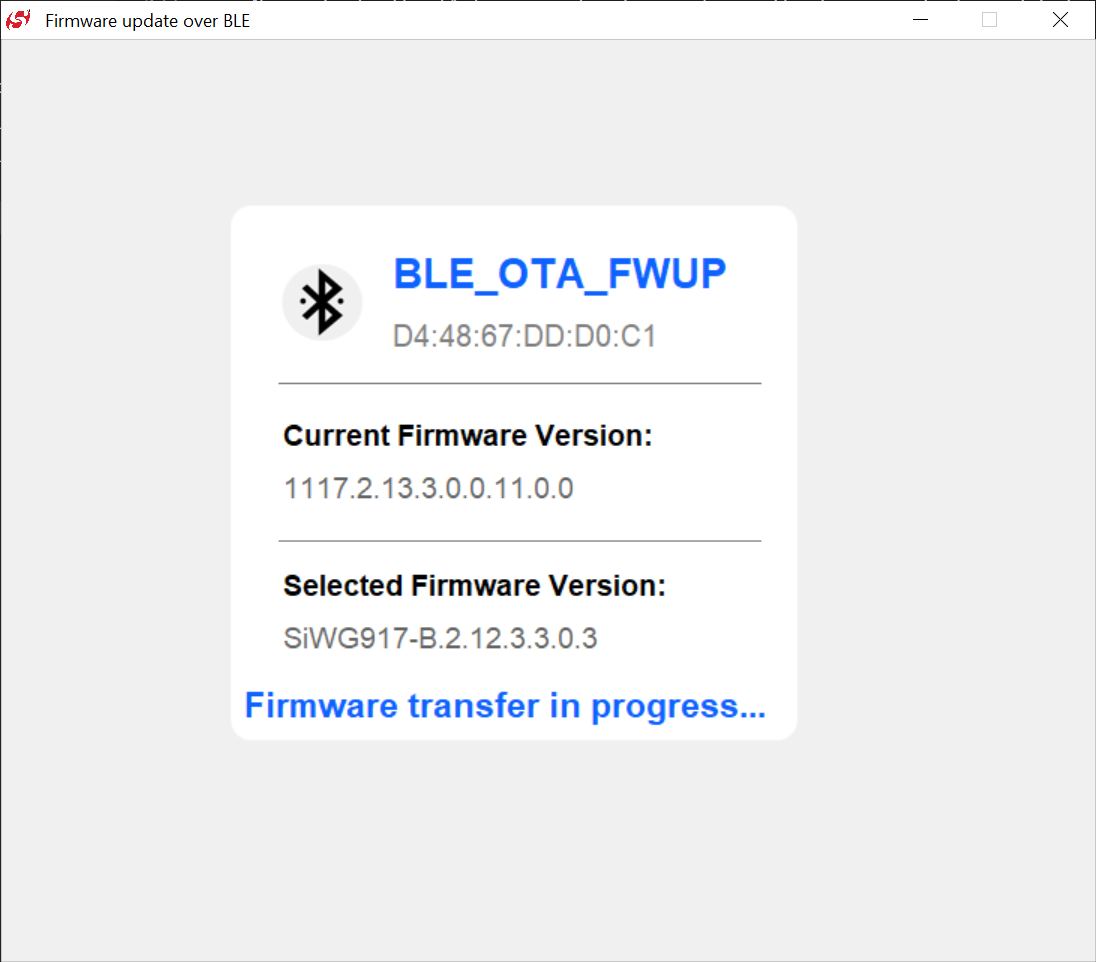 Firmware update over BLE
BLE_OTA_FWUP
D4:48:67:DD:D0:C1
Current Firmware Version:
1117.2.13.3.0.0.11.0.0
Selected Firmware Version:
SiWG917-B.2.12.3.3.0.3
Firmware transfer in progress...